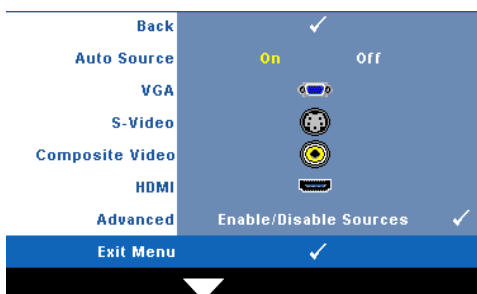 Back
Auto Source On Off
VGA
S-Video
Composite Video
HDMI
Advanced Enable/Disable Sources
Exit Menu